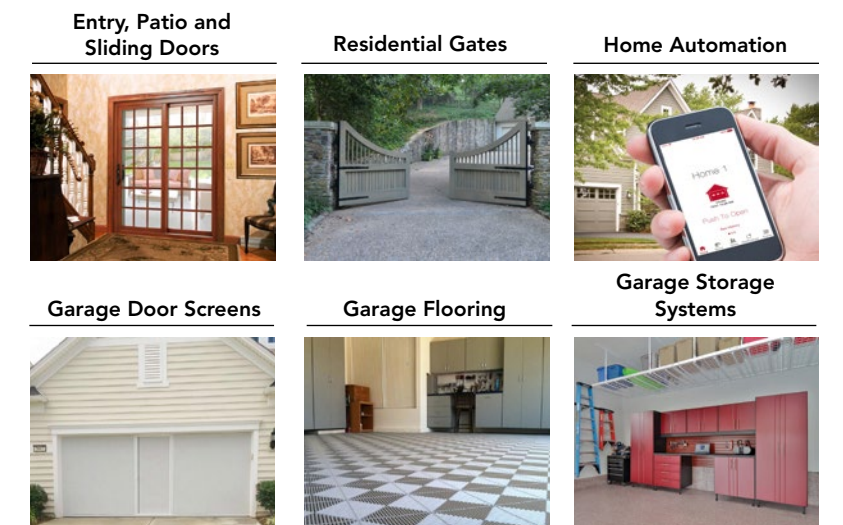 Entry, Patio and
Sliding Doors
Residential Gates
Home Automation
Home 1
Push To Open
Garage Door Screens
Garage Flooring
Garage Storage
Systems